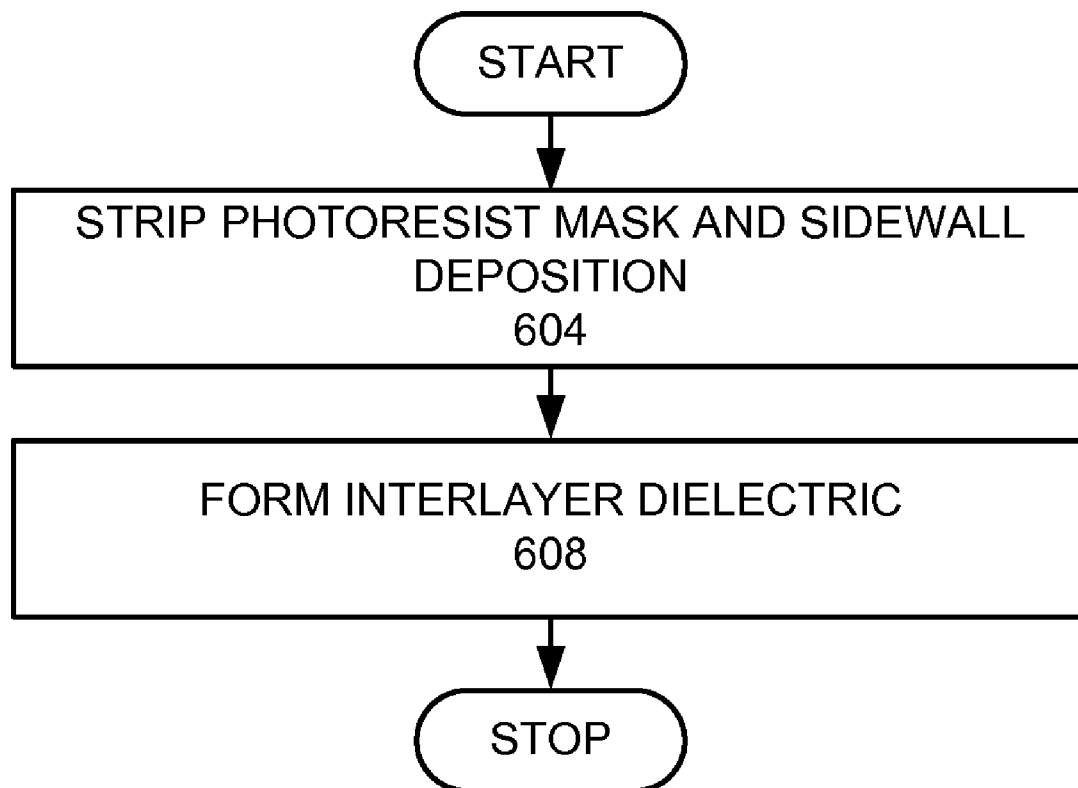 START
STRIP PHOTORESIST MASK AND SIDEWALL
DEPOSITION
604
FORM INTERLAYER DIELECTRIC
608
STOP